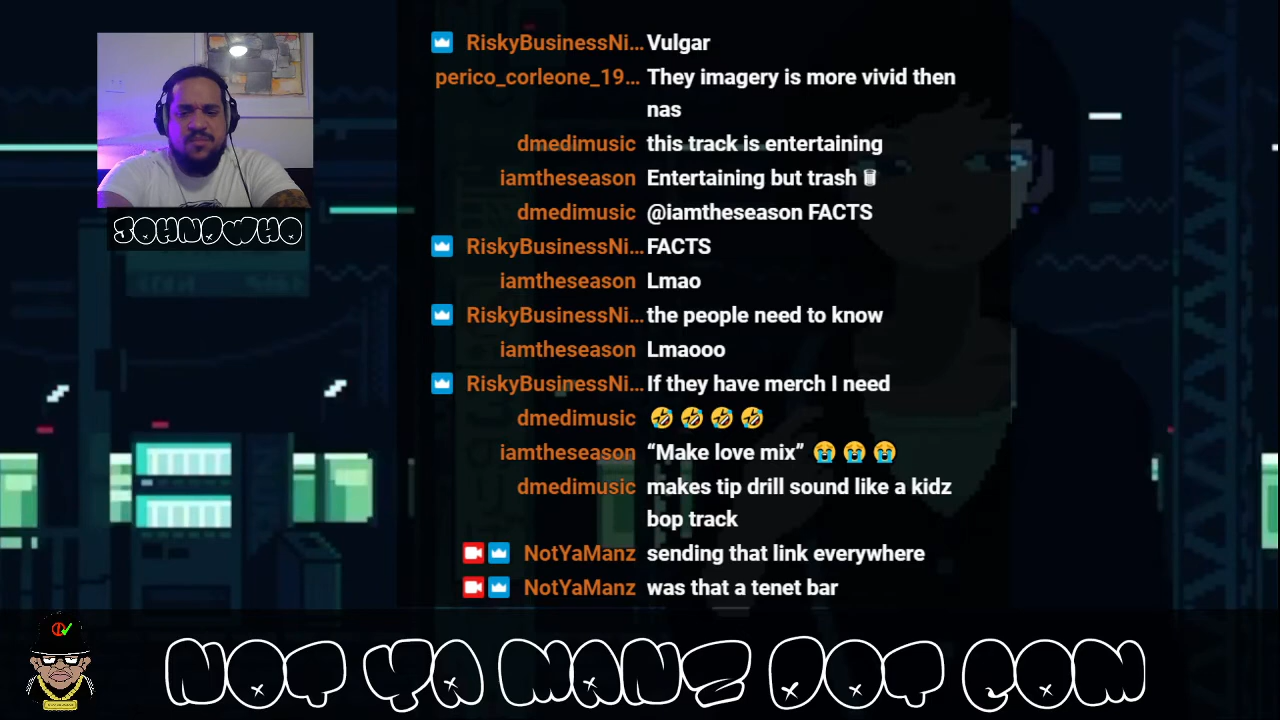 RiskyBusinessNi... Vulgar
perico_corleone_19... They imagery is more vivid then
nas
dmedimusic this track is entertaining
iamtheseason Entertaining but trash 🗑
dmedimusic @iamtheseason FACTS
RiskyBusinessNi... FACTS
iamtheseason Lmao
RiskyBusinessNi... the people need to know
iamtheseason Lmaooo
RiskyBusinessNi... If they have merch I need
dmedimusic 🤣 🤣 🤣 🤣
iamtheseason “Make love mix” 😭 😭 😭
dmedimusic makes tip drill sound like a kidz
bop track
NotYaManz sending that link everywhere
NotYaManz was that a tenet bar
NOT YA MANZ DOT COM